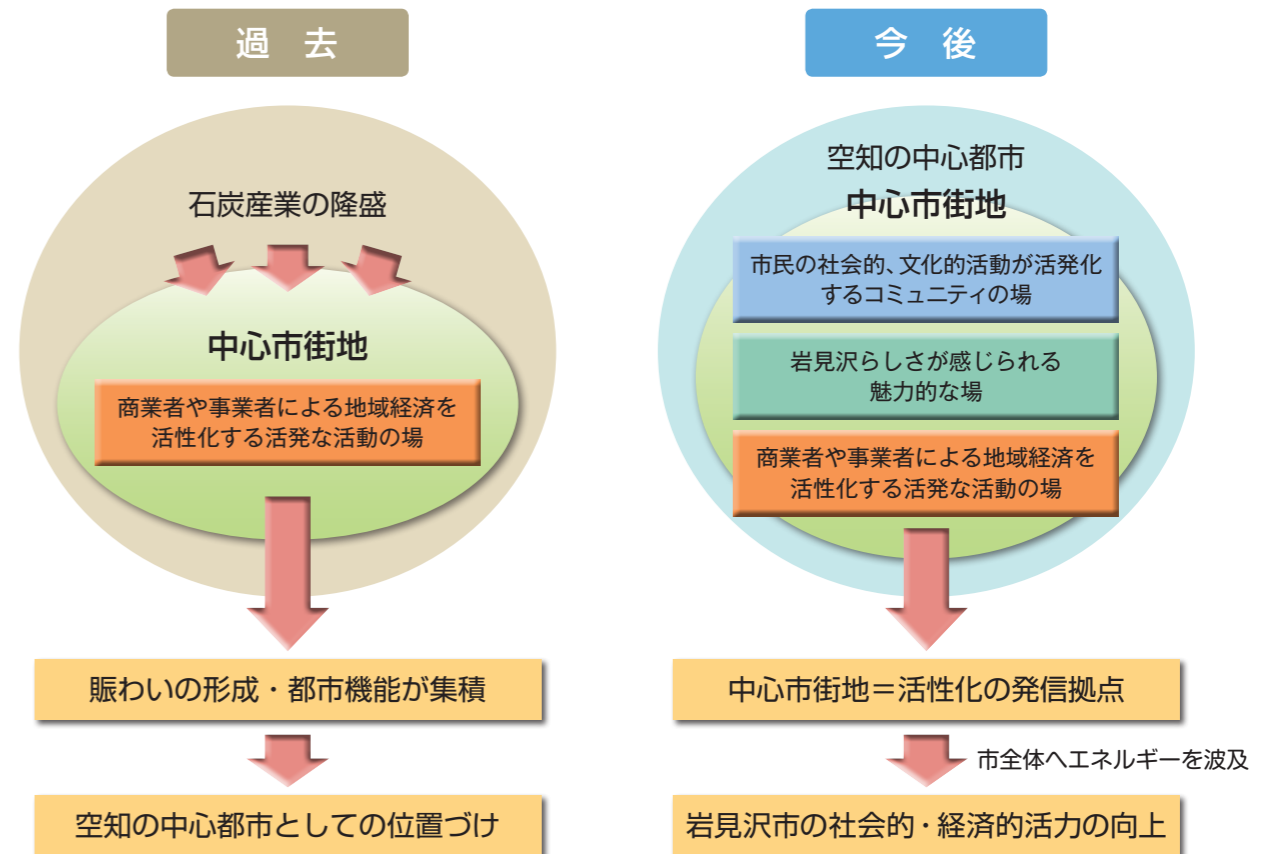 過 去
石炭産業の隆盛
中心市街地
商業者や事業者による地域経済を
活性化する活発な活動の場
賑わいの形成・都市機能が集積
空知の中心都市としての位置づけ
今 後
空知の中心都市
中心市街地
市民の社会的、文化的活動が活発化
するコミュニティの場
岩見沢らしさが感じられる
魅力的な場
商業者や事業者による地域経済を
活性化する活発な活動の場
中心市街地＝活性化の発信拠点
市全体へエネルギーを波及
岩見沢市の社会的・経済的活力の向上